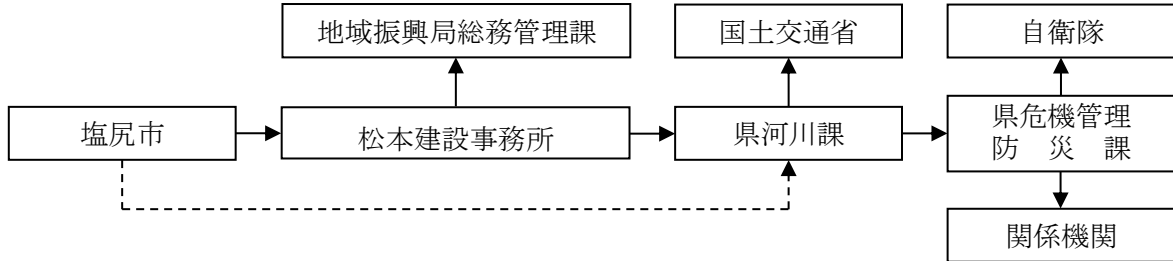 地域振興局総務管理課
国土交通省
自衛隊
塩尻市
松本建設事務所
県河川課
県危機管理
防　災　課
関係機関